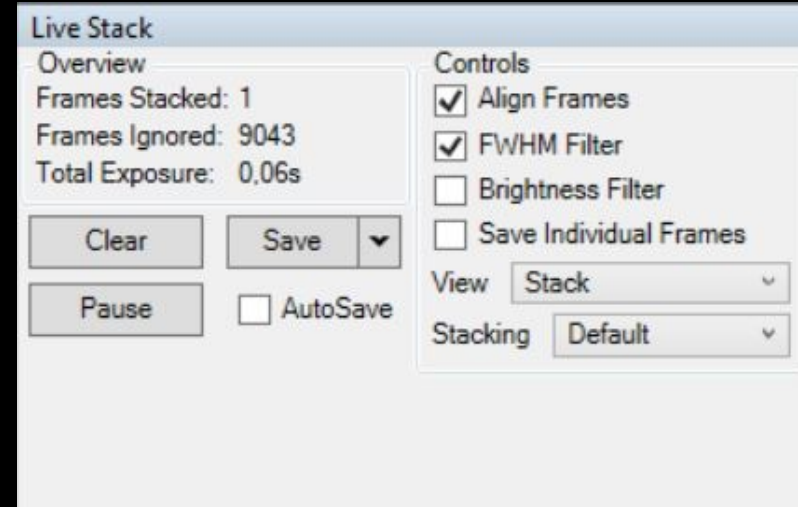 Live Stack
Overview
Frames Stacked: 1
Frames Ignored: 9043
Total Exposure: 0,06s
Clear
Save
Pause
AutoSave
Controls
Align Frames
FWHM Filter
Brightness Filter
Save Individual Frames
View Stack
Stacking Default